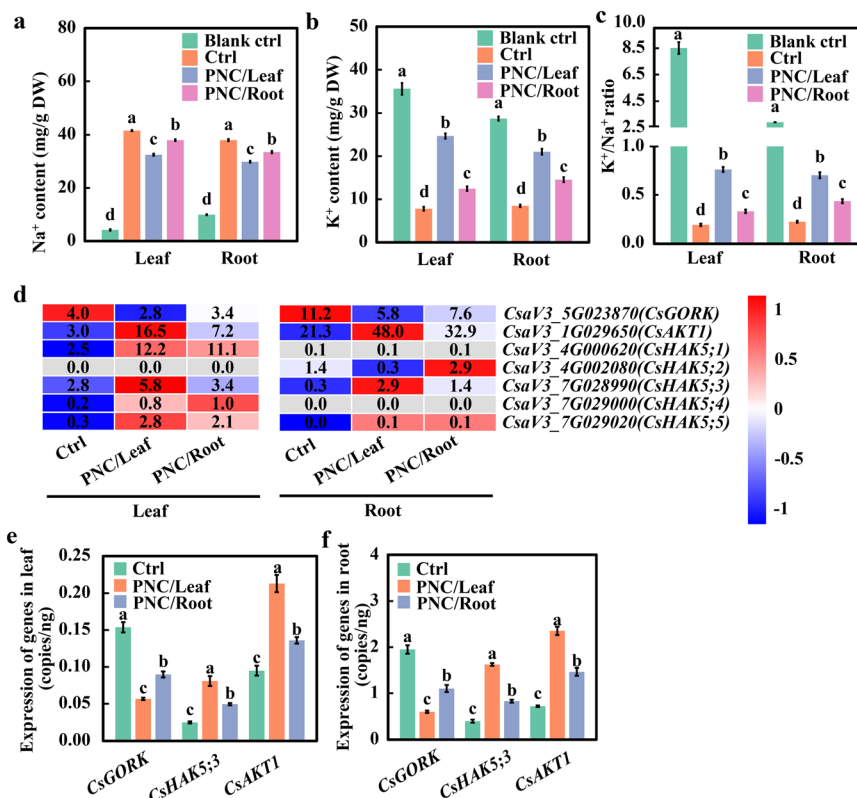 a
Na⁺ content (mg/g DW)
80
60
40
20
0
Blank ctrl
Ctrl
PNC/Leaf
PNC/Root
d a c b
d a c b
Leaf Root
b
K⁺ content (mg/g DW)
50
40
30
20
10
0
Blank ctrl
Ctrl
PNC/Leaf
PNC/Root
a d b c
a d b c
Leaf Root
c
K⁺/Na⁺ ratio
10.0
8.5
6.5
4.5
2.5
1.0
0.5
0.0
Blank ctrl
Ctrl
PNC/Leaf
PNC/Root
a d b c
a d b c
Leaf Root
d
4.0 2.8 3.4 11.2 5.8 7.6 CsaV3_5G023870(CsGORK)
3.0 16.5 7.2 21.3 48.0 32.9 CsaV3_1G029650(CsAKT1)
2.5 12.2 11.1 0.1 0.1 0.1 CsaV3_4G000620(CsHAK5;1)
0.0 0.0 0.0 1.4 0.3 2.9 CsaV3_4G002080(CsHAK5;2)
2.8 5.8 3.4 0.3 2.9 1.4 CsaV3_7G028990(CsHAK5;3)
0.2 0.8 1.0 0.0 0.0 0.0 CsaV3_7G029000(CsHAK5;4)
0.3 2.8 2.1 0.0 0.1 0.1 CsaV3_7G029020(CsHAK5;5)
Ctrl PNC/Leaf PNC/Root Ctrl PNC/Leaf PNC/Root
Leaf Root
1
0.5
0
-0.5
-1
e
Expression of genes in leaf
(copies/ng)
0.25
0.20
0.15
0.10
0.05
0.00
Ctrl
PNC/Leaf
PNC/Root
a c b
c a b
c a b
CsGORK CsHAK5;3 CsAKT1
f
Expression of genes in root
(copies/ng)
4
3
2
1
0
Ctrl
PNC/Leaf
PNC/Root
a c b
c a b
c a b
CsGORK CsHAK5;3 CsAKT1